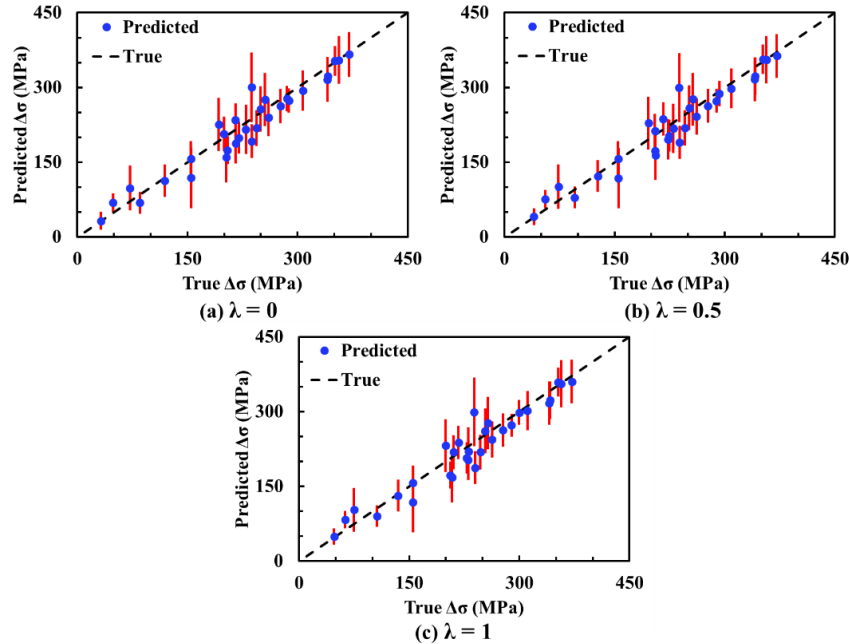 450
Predicted
True
300
150
0
Predicted Δσ (MPa)
0 150 300 450
True Δσ (MPa)
(a) λ = 0
450
Predicted
True
300
150
0
Predicted Δσ (MPa)
0 150 300 450
True Δσ (MPa)
(b) λ = 0.5
450
Predicted
True
300
150
0
Predicted Δσ (MPa)
0 150 300 450
True Δσ (MPa)
(c) λ = 1